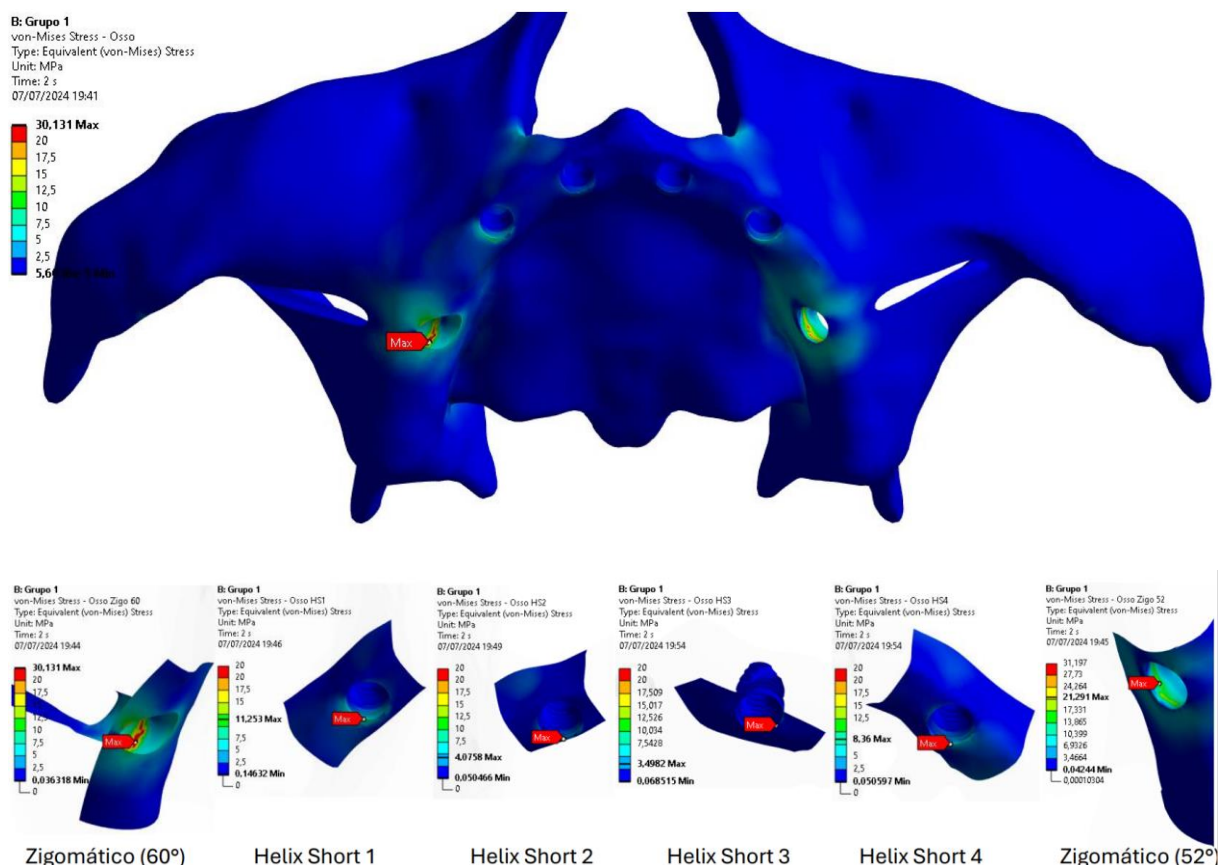 B: Grupo 1
von-Mises Stress - Osso
Type: Equivalent (von-Mises) Stress
Unit: MPa
Time: 2 s
07/07/2024 19:41
30,131 Max
20
17,5
15
12,5
10
7,5
5
2,5
Max
B: Grupo 1
von-Mises Stress - Osso Zigo 60
Type: Equivalent (von-Mises) Stress
Unit: MPa
Time: 2 s
07/07/2024 19:44
30,131 Max
20
17,5
15
12,5
10
7,5
5
2,5
0,036318 Min
0
Max
Zigomático (60°)
B: Grupo 1
von-Mises Stress - Osso HS1
Type: Equivalent (von-Mises) Stress
Unit: MPa
Time: 2 s
07/07/2024 19:46
20
20
17,5
15
11,253 Max
10
7,5
5
2,5
0,14632 Min
0
Max
Helix Short 1
B: Grupo 1
von-Mises Stress - Osso HS2
Type: Equivalent (von-Mises) Stress
Unit: MPa
Time: 2 s
07/07/2024 19:49
20
20
17,5
15
12,5
10
7,5
4,0758 Max
2,5
0,050466 Min
0
Max
Helix Short 2
B: Grupo 1
von-Mises Stress - Osso HS3
Type: Equivalent (von-Mises) Stress
Unit: MPa
Time: 2 s
07/07/2024 19:54
20
20
17,509
15,017
12,526
10,034
7,5428
3,4982 Max
0,068515 Min
Max
Helix Short 3
B: Grupo 1
von-Mises Stress - Osso HS4
Type: Equivalent (von-Mises) Stress
Unit: MPa
Time: 2 s
07/07/2024 19:54
20
20
17,5
15
12,5
8,36 Max
5
2,5
0,050597 Min
0
Max
Helix Short 4
B: Grupo 1
von-Mises Stress - Osso Zigo 52
Type: Equivalent (von-Mises) Stress
Unit: MPa
Time: 2 s
07/07/2024 19:45
31,197
27,73
24,264
21,291 Max
17,331
13,865
10,399
6,9326
3,4664
0,04244 Min
0,00010304
Max
Zigomático (52°)